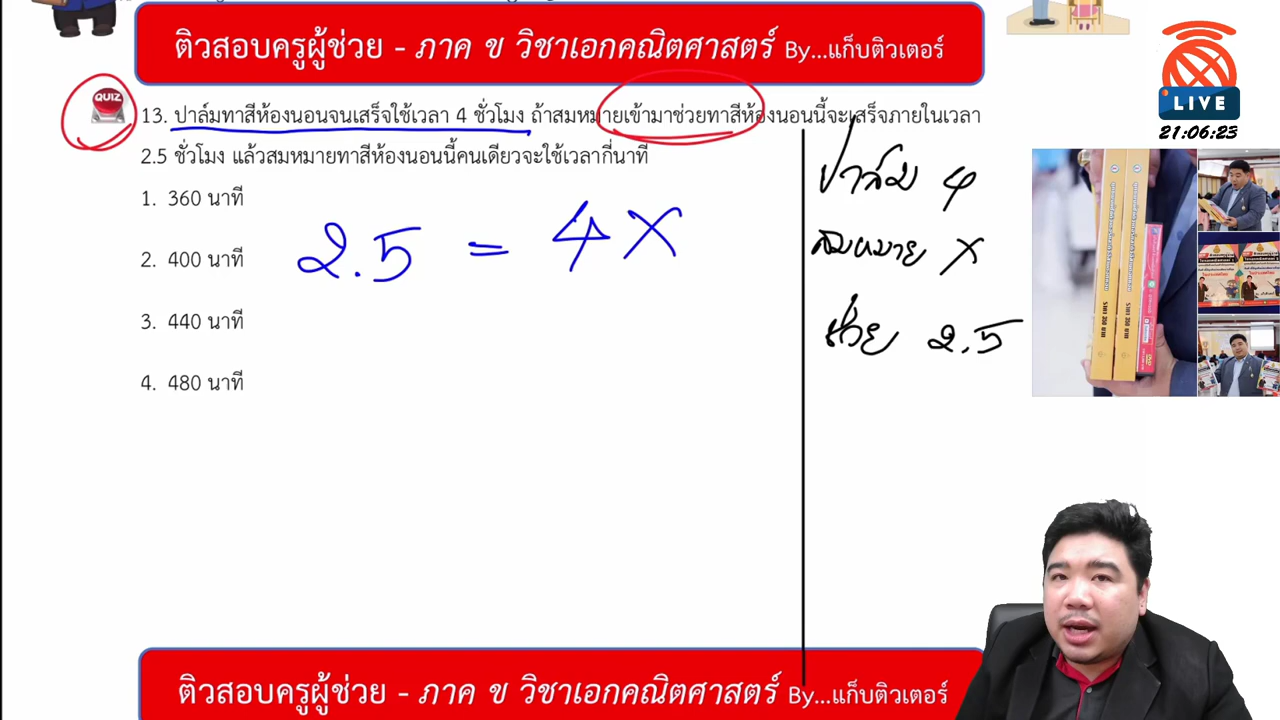 ติวสอบครูผู้ช่วย - ภาค ข วิชาเอกคณิตศาสตร์ By...แก็บติวเตอร์
QUIZ
13. ปาล์มทาสีห้องนอนจนเสร็จใช้เวลา 4 ชั่วโมง ถ้าสมหมายเข้ามาช่วยทาสีห้องนอนนี้จะเสร็จภายในเวลา
2.5 ชั่วโมง แล้วสมหมายทาสีห้องนอนนี้คนเดียวจะใช้เวลากี่นาที
1. 360 นาที
2. 400 นาที
3. 440 นาที
4. 480 นาที
2.5 = 4X
ปาล์ม 4
สมหมาย X
ช่วย 2.5
LIVE
21:06:23
ติวสอบครูผู้ช่วย - ภาค ข วิชาเอกคณิตศาสตร์ By...แก็บติวเตอร์